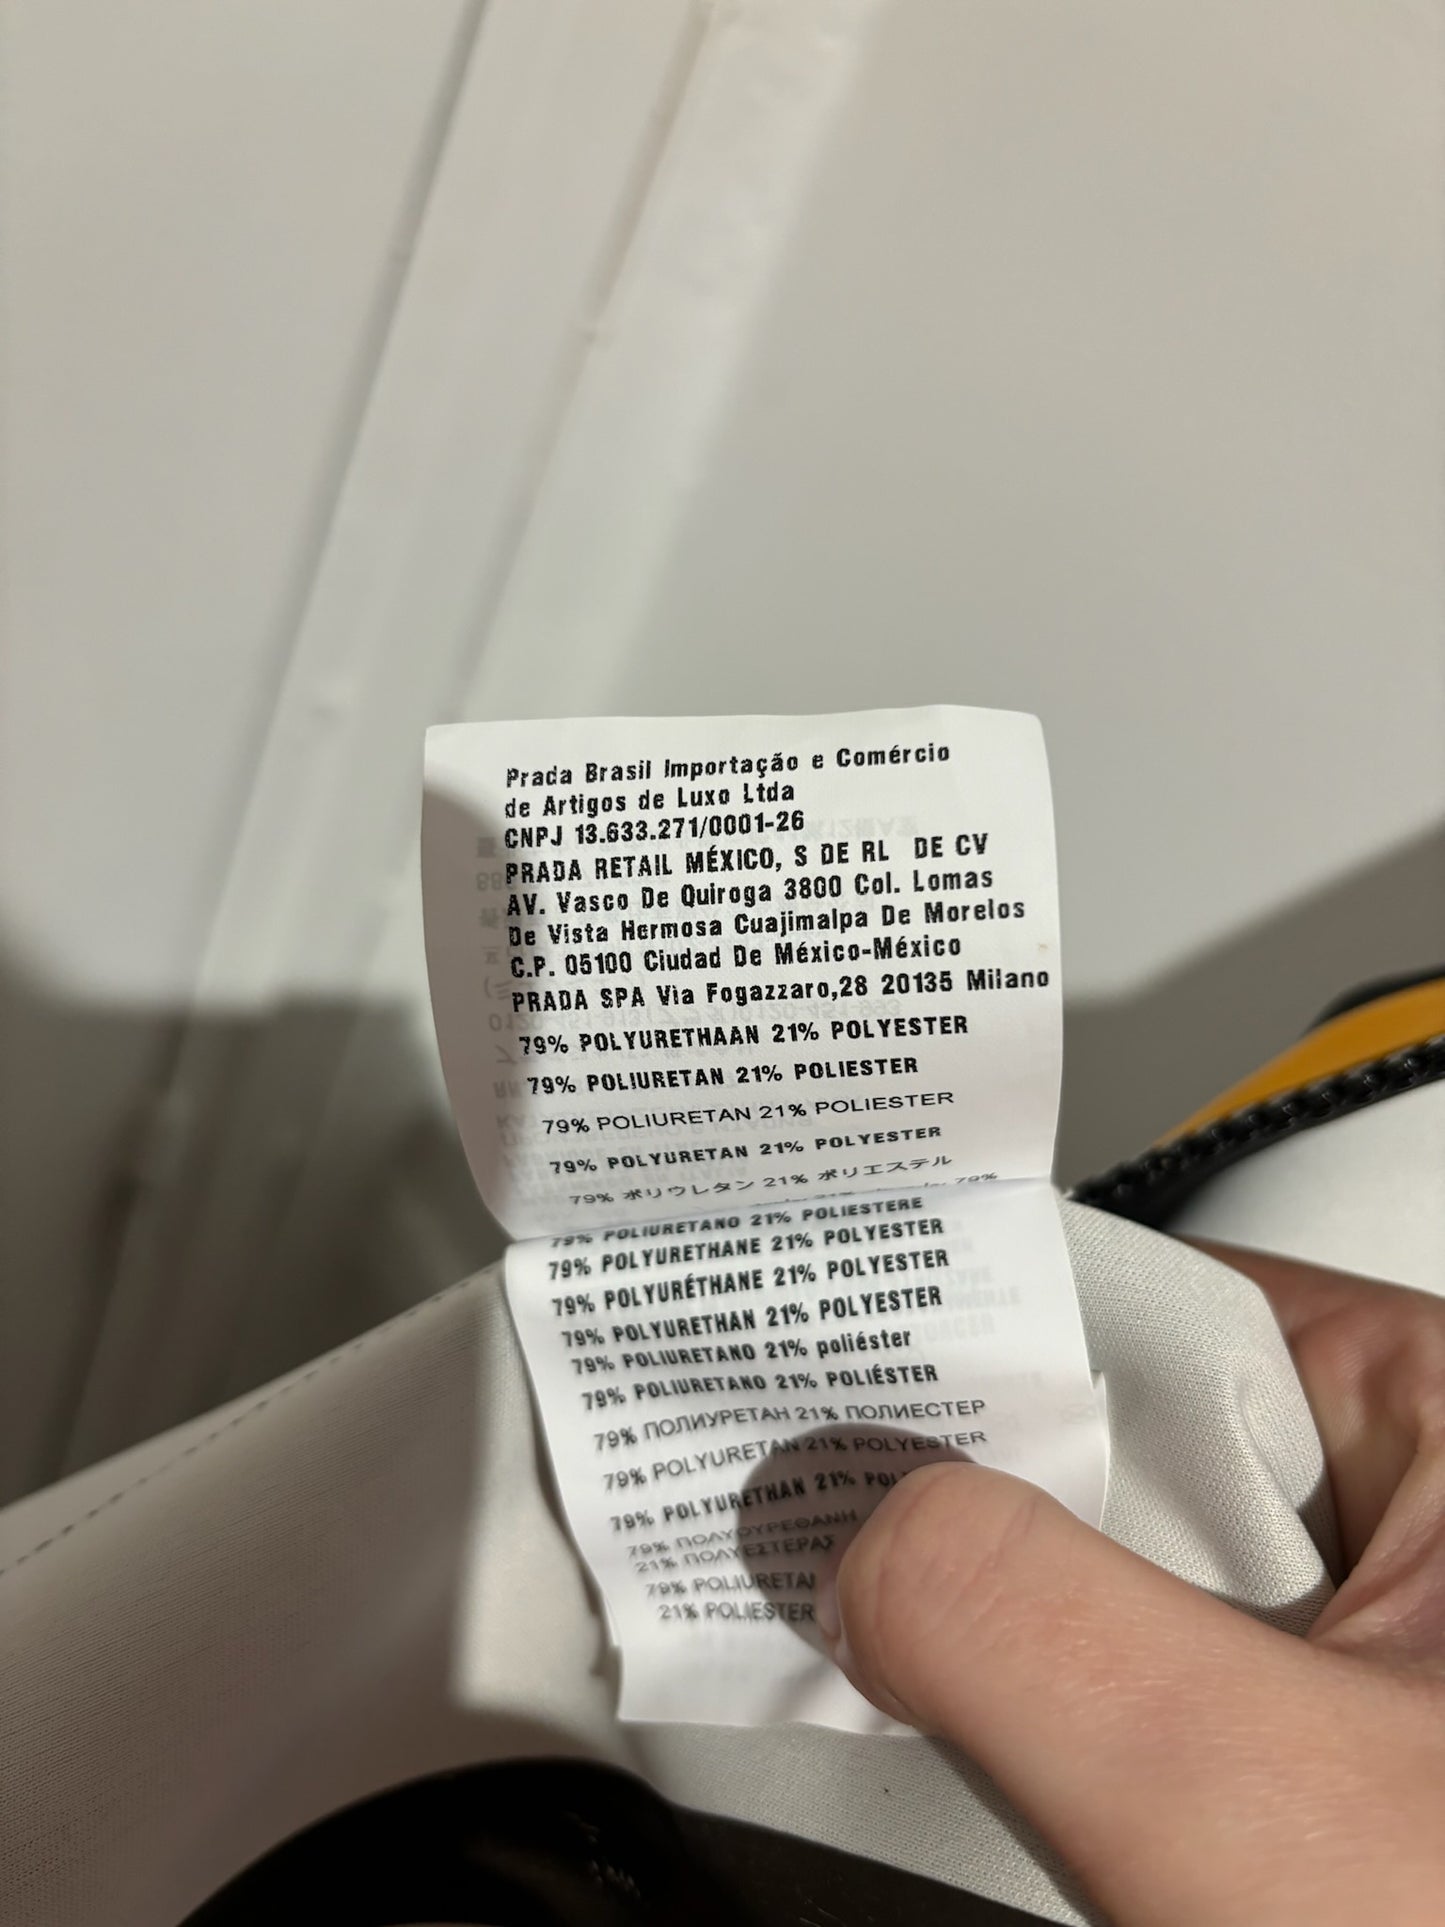 Prada Brasil Importação e Comércio
de Artigos de Luxo Ltda
CNPJ 13.633.271/0001-26
PRADA RETAIL MÉXICO, S DE RL DE CV
AV. Vasco De Quiroga 3800 Col. Lomas
De Vista Hermosa Cuajimalpa De Morelos
C.P. 05100 Ciudad De México-México
PRADA SPA Via Fogazzaro,28 20135 Milano
79% POLYURETHAAN 21% POLYESTER
79% POLIURETAN 21% POLIESTER
79% POLIURETAN 21% POLIESTER
79% POLYURETAN 21% POLYESTER
79% ポリウレタン 21% ポリエステル
79% POLIURETANO 21% POLIESTERE
79% POLYURETHANE 21% POLYESTER
79% POLYURÉTHANE 21% POLYESTER
79% POLYURETHAN 21% POLYESTER
79% POLIURETANO 21% poliéster
79% POLIURETANO 21% POLIÉSTER
79% ПОЛИУРЕТАН 21% ПОЛИЕСТЕР
79% POLYURETAN 21% POLYESTER
79% POLYURETHAN 21%
79% ΠΟΛΥΟΥΡΕΘΑΝΗ
21% ΠΟΛΥΕΣΤΕΡΑΣ
79%
21% POLIESTER